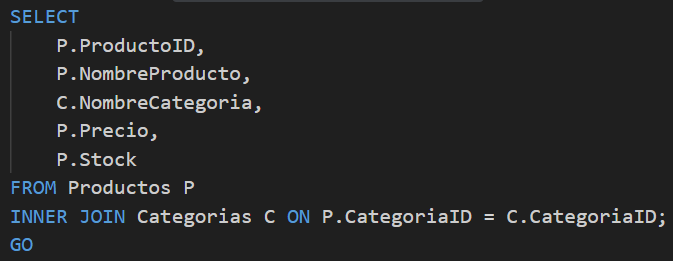 SELECT
    P.ProductoID,
    P.NombreProducto,
    C.NombreCategoria,
    P.Precio,
    P.Stock
FROM Productos P
INNER JOIN Categorias C ON P.CategoriaID = C.CategoriaID;
GO